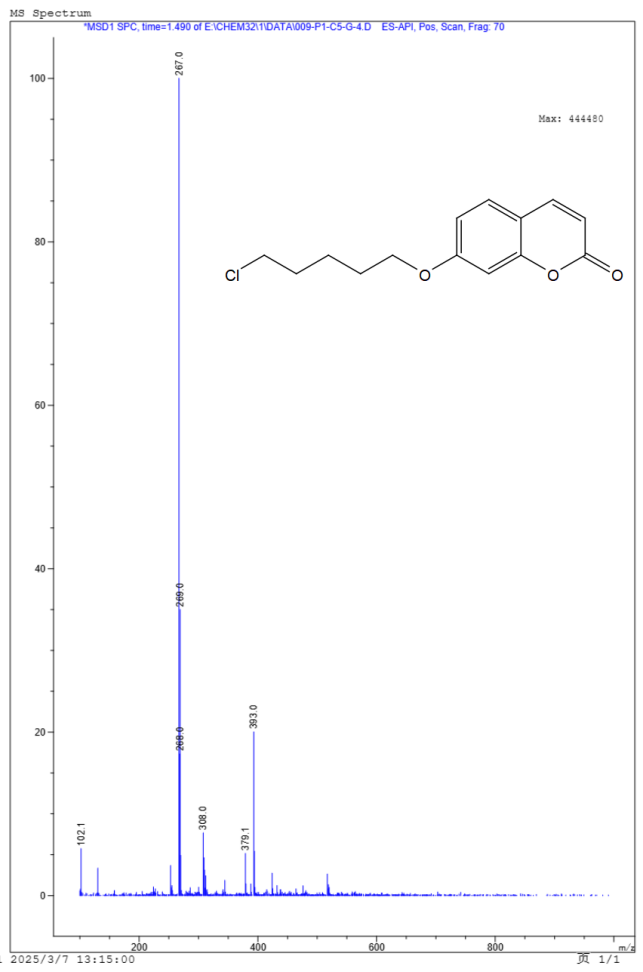 MS Spectrum
*MSD1 SPC, time=1.490 of E:\CHEM32\1\DATA\009-P1-C5-G-4.D    ES-API, Pos, Scan, Frag: 70
100
267.0
Max: 444480
80
Cl
O
O
O
60
269.0
40
268.0
393.0
20
308.0
102.1
379.1
0
200
400
600
800
m/z
2025/3/7 13:15:00
页 1/1